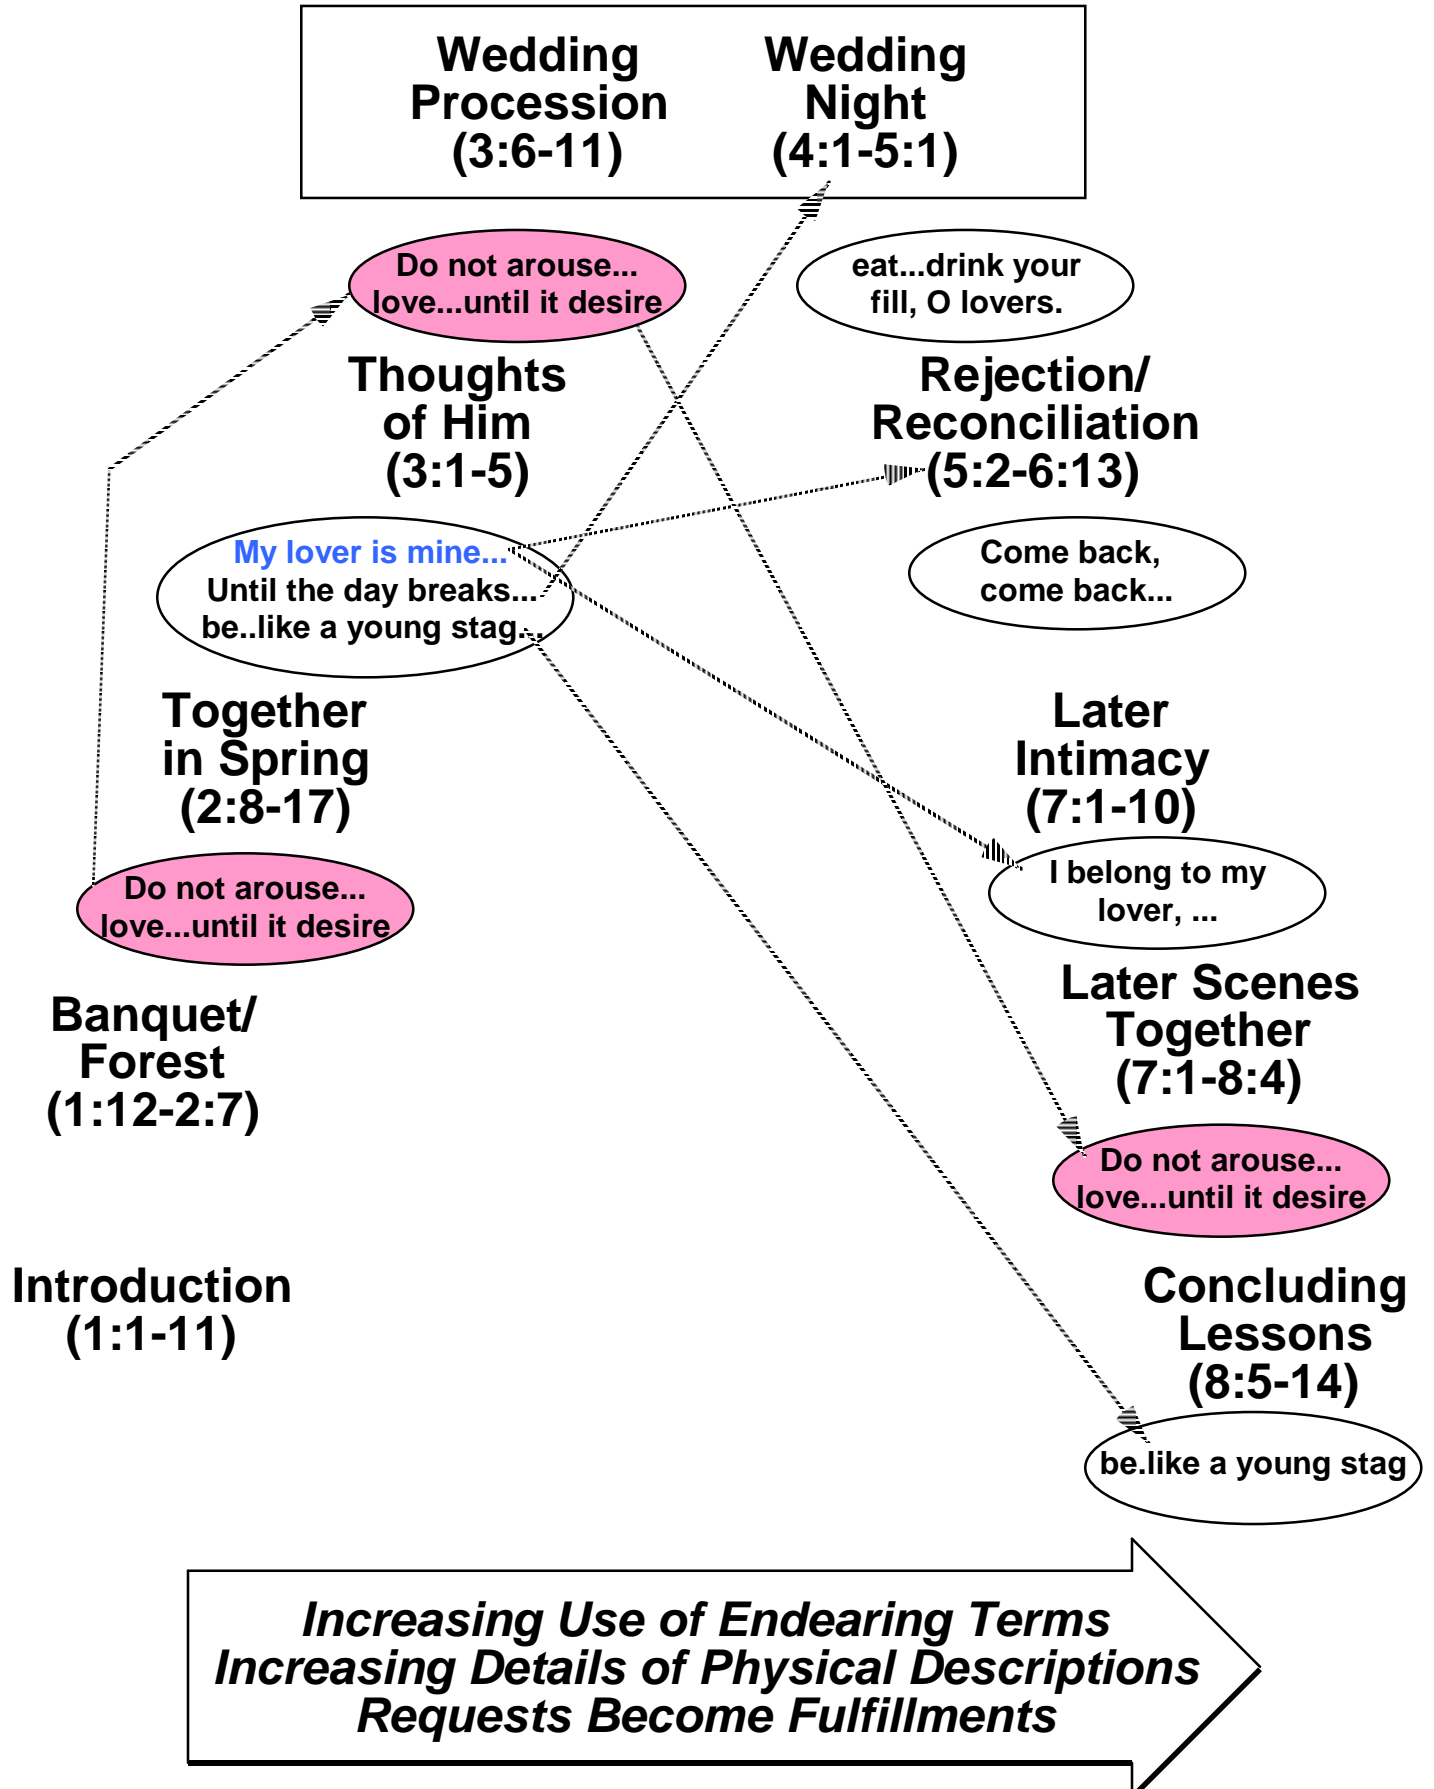 Wedding
Procession
(3:6-11)
Wedding
Night
(4:1-5:1)
Do not arouse...
love...until it desire
eat...drink your
fill, O lovers.
Thoughts
of Him
(3:1-5)
Rejection/
Reconciliation
(5:2-6:13)
My lover is mine...
Until the day breaks...
be..like a young stag...
Come back,
come back...
Together
in Spring
(2:8-17)
Later
Intimacy
(7:1-10)
Do not arouse...
love...until it desire
I belong to my
lover, ...
Banquet/
Forest
(1:12-2:7)
Later Scenes
Together
(7:1-8:4)
Do not arouse...
love...until it desire
Introduction
(1:1-11)
Concluding
Lessons
(8:5-14)
be.like a young stag
Increasing Use of Endearing Terms
Increasing Details of Physical Descriptions
Requests Become Fulfillments